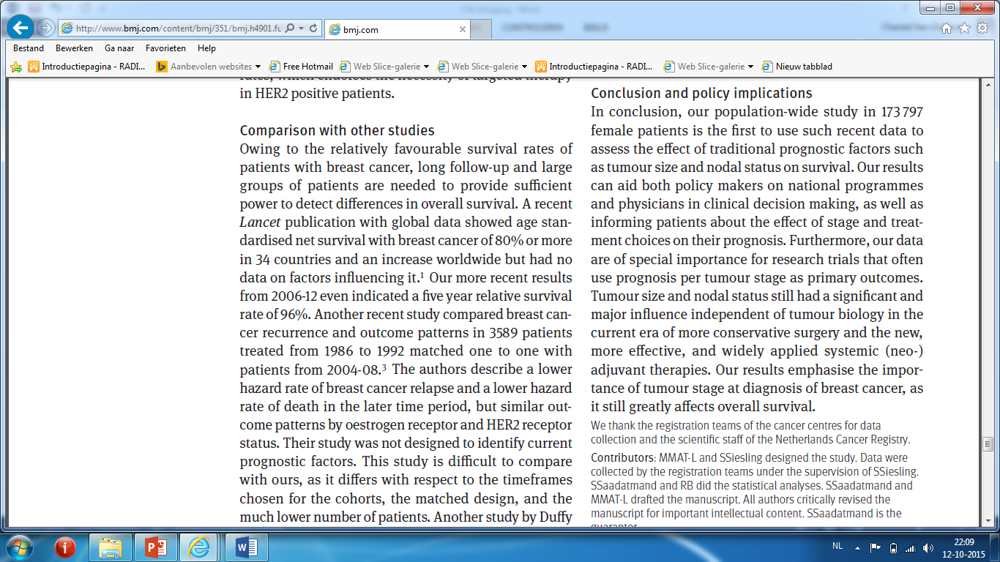 http://www.bmj.com/content/bmj/351/bmj.h4901.fu
bmj.com
Bestand Bewerken Ga naar Favorieten Help
Introductiepagina - RADI... Aanbevolen websites Free Hotmail Web Slice-galerie Web Slice-galerie Introductiepagina - RADI... Web Slice-galerie Nieuw tabblad
rates, which endorses the necessity of targeted therapy
in HER2 positive patients.
Comparison with other studies
Owing to the relatively favourable survival rates of
patients with breast cancer, long follow-up and large
groups of patients are needed to provide sufficient
power to detect differences in overall survival. A recent
Lancet publication with global data showed age stan-
dardised net survival with breast cancer of 80% or more
in 34 countries and an increase worldwide but had no
data on factors influencing it.¹ Our more recent results
from 2006-12 even indicated a five year relative survival
rate of 96%. Another recent study compared breast can-
cer recurrence and outcome patterns in 3589 patients
treated from 1986 to 1992 matched one to one with
patients from 2004-08.³ The authors describe a lower
hazard rate of breast cancer relapse and a lower hazard
rate of death in the later time period, but similar out-
come patterns by oestrogen receptor and HER2 receptor
status. Their study was not designed to identify current
prognostic factors. This study is difficult to compare
with ours, as it differs with respect to the timeframes
chosen for the cohorts, the matched design, and the
much lower number of patients. Another study by Duffy
Conclusion and policy implications
In conclusion, our population-wide study in 173 797
female patients is the first to use such recent data to
assess the effect of traditional prognostic factors such
as tumour size and nodal status on survival. Our results
can aid both policy makers on national programmes
and physicians in clinical decision making, as well as
informing patients about the effect of stage and treat-
ment choices on their prognosis. Furthermore, our data
are of special importance for research trials that often
use prognosis per tumour stage as primary outcomes.
Tumour size and nodal status still had a significant and
major influence independent of tumour biology in the
current era of more conservative surgery and the new,
more effective, and widely applied systemic (neo-)
adjuvant therapies. Our results emphasise the impor-
tance of tumour stage at diagnosis of breast cancer, as
it still greatly affects overall survival.
We thank the registration teams of the cancer centres for data
collection and the scientific staff of the Netherlands Cancer Registry.
Contributors: MMAT-L and SSiesling designed the study. Data were
collected by the registration teams under the supervision of SSiesling.
SSaadatmand and RB did the statistical analyses. SSaadatmand and
MMAT-L drafted the manuscript. All authors critically revised the
manuscript for important intellectual content. SSaadatmand is the
guarantor
NL
22:09
12-10-2015